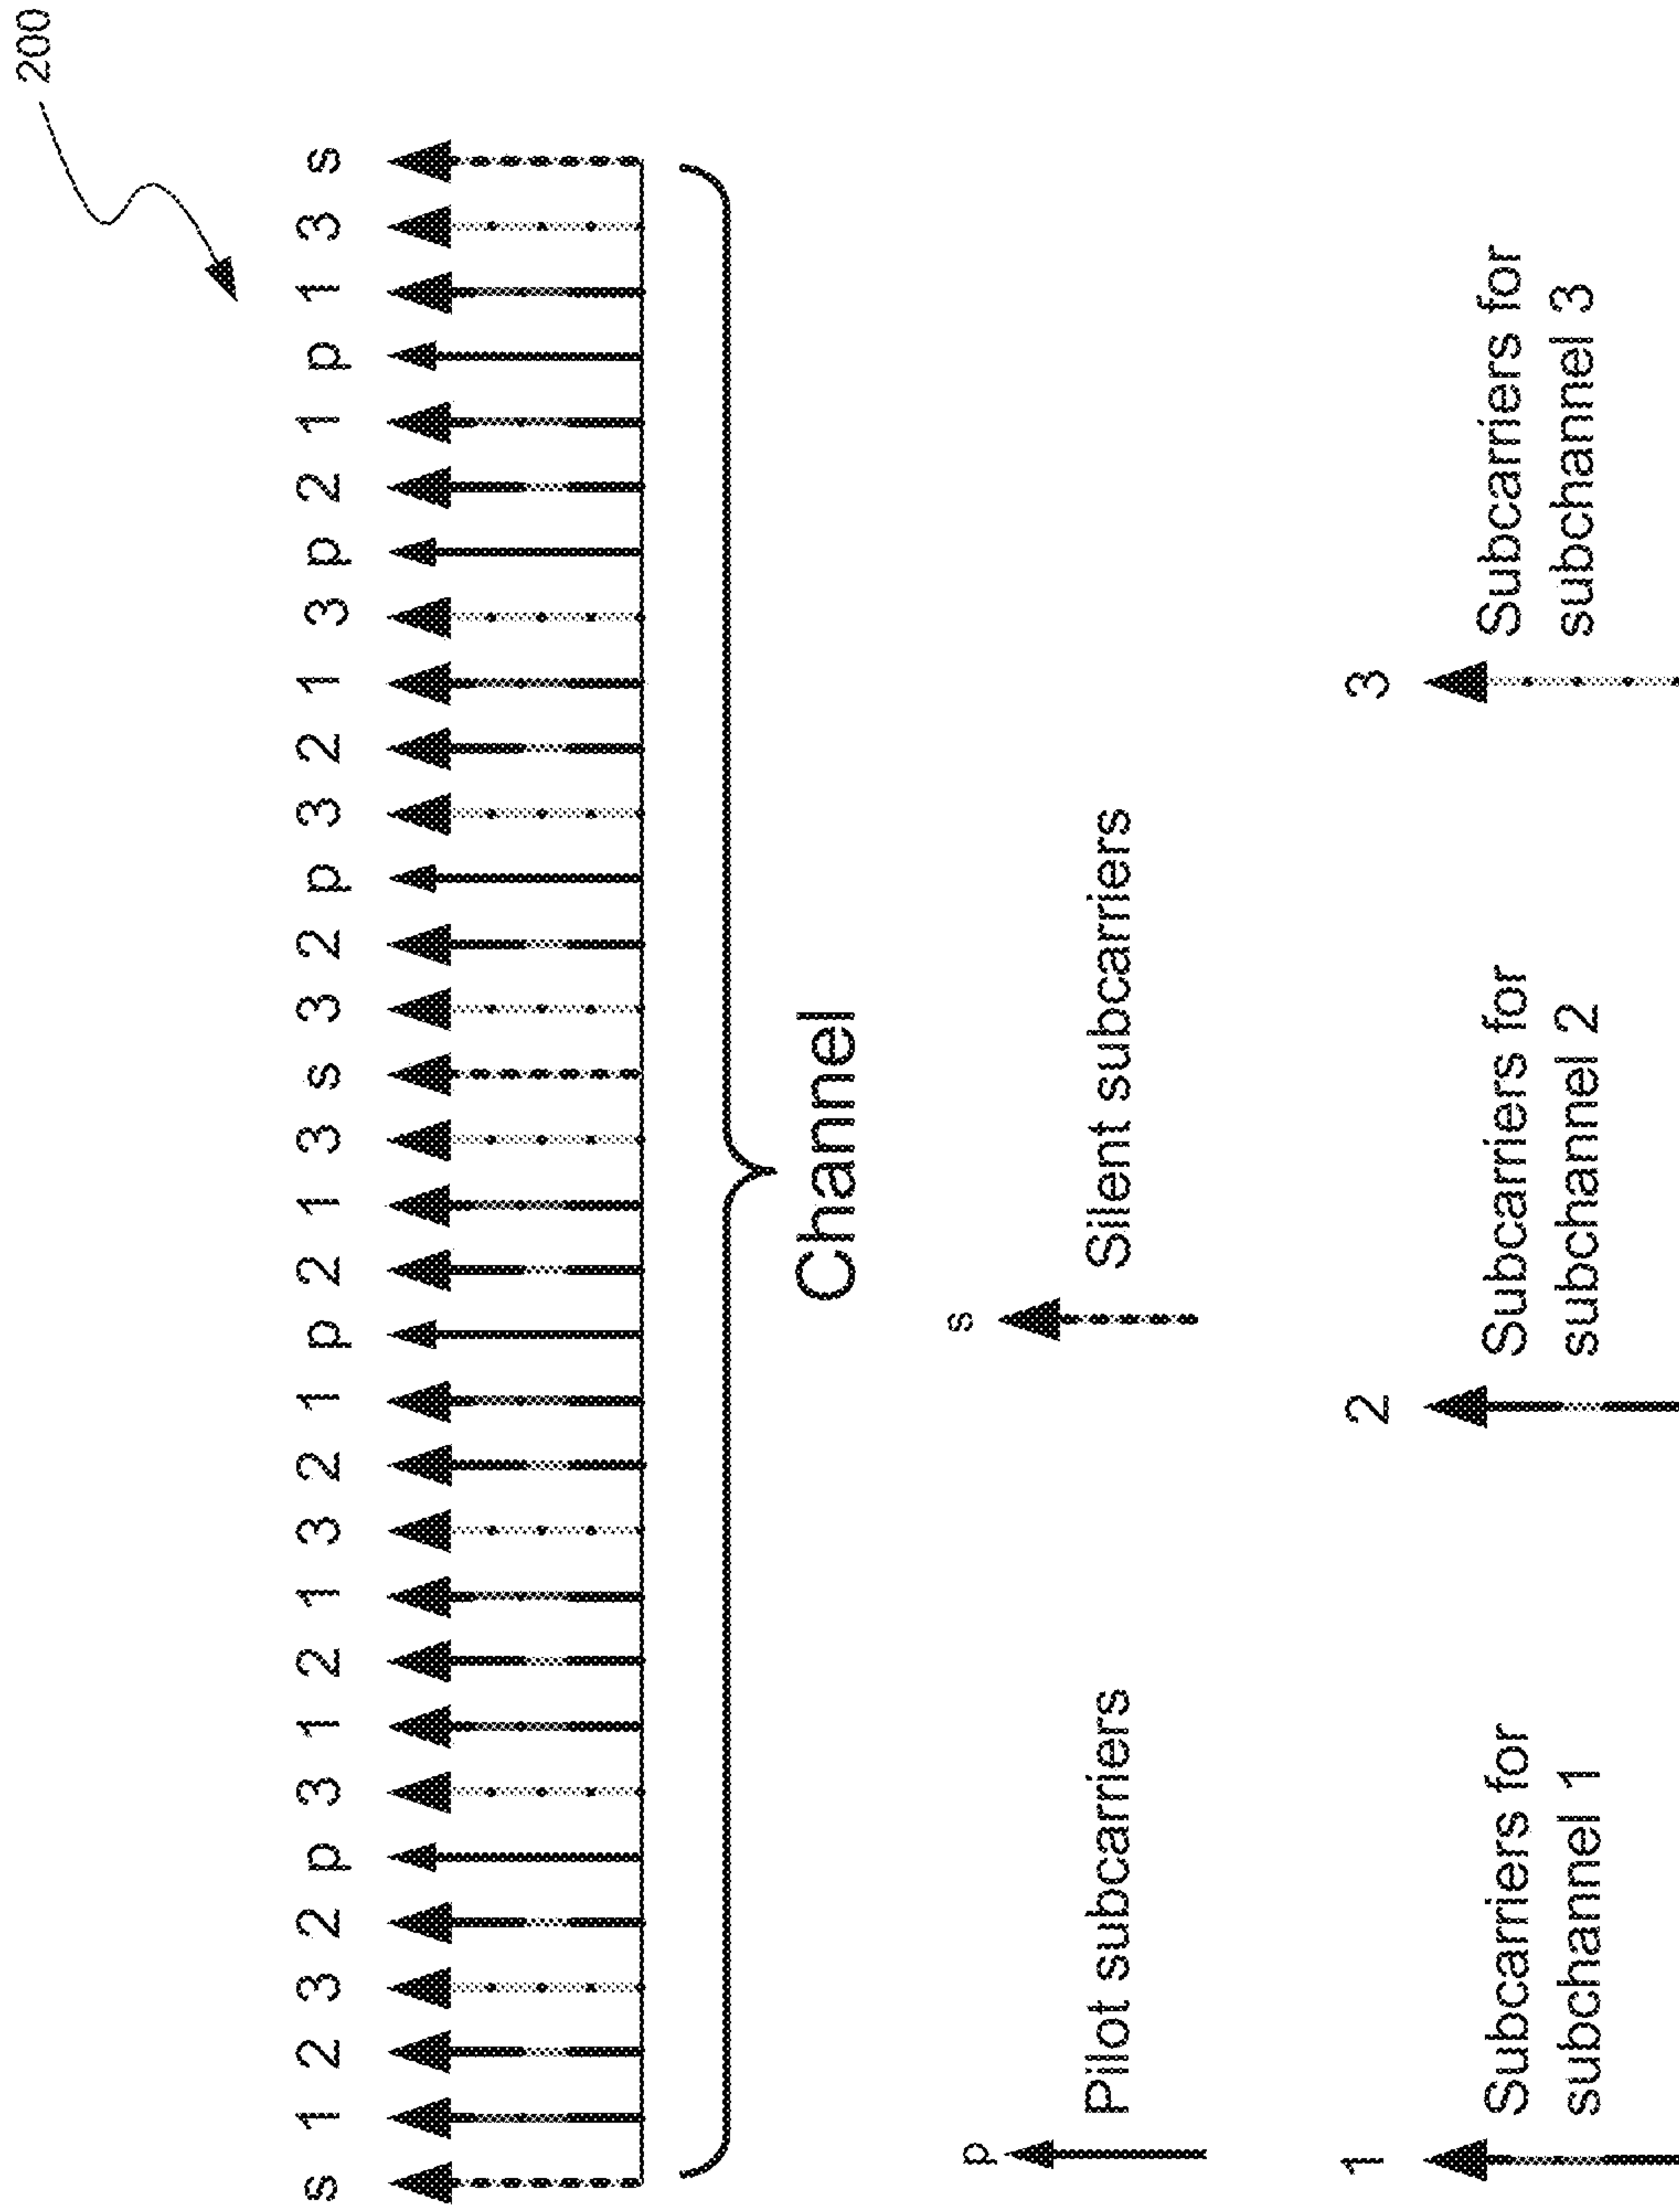 200
s 1 2 3 2 p 3 1 2 1 3 2 1 p 2 1 3 s 3 2 p 3 2 1 3 p 2 1 p 1 3 s
Channel
p
Pilot subcarriers
s
Silent subcarriers
1
Subcarriers for
subchannel 1
2
Subcarriers for
subchannel 2
3
Subcarriers for
subchannel 3